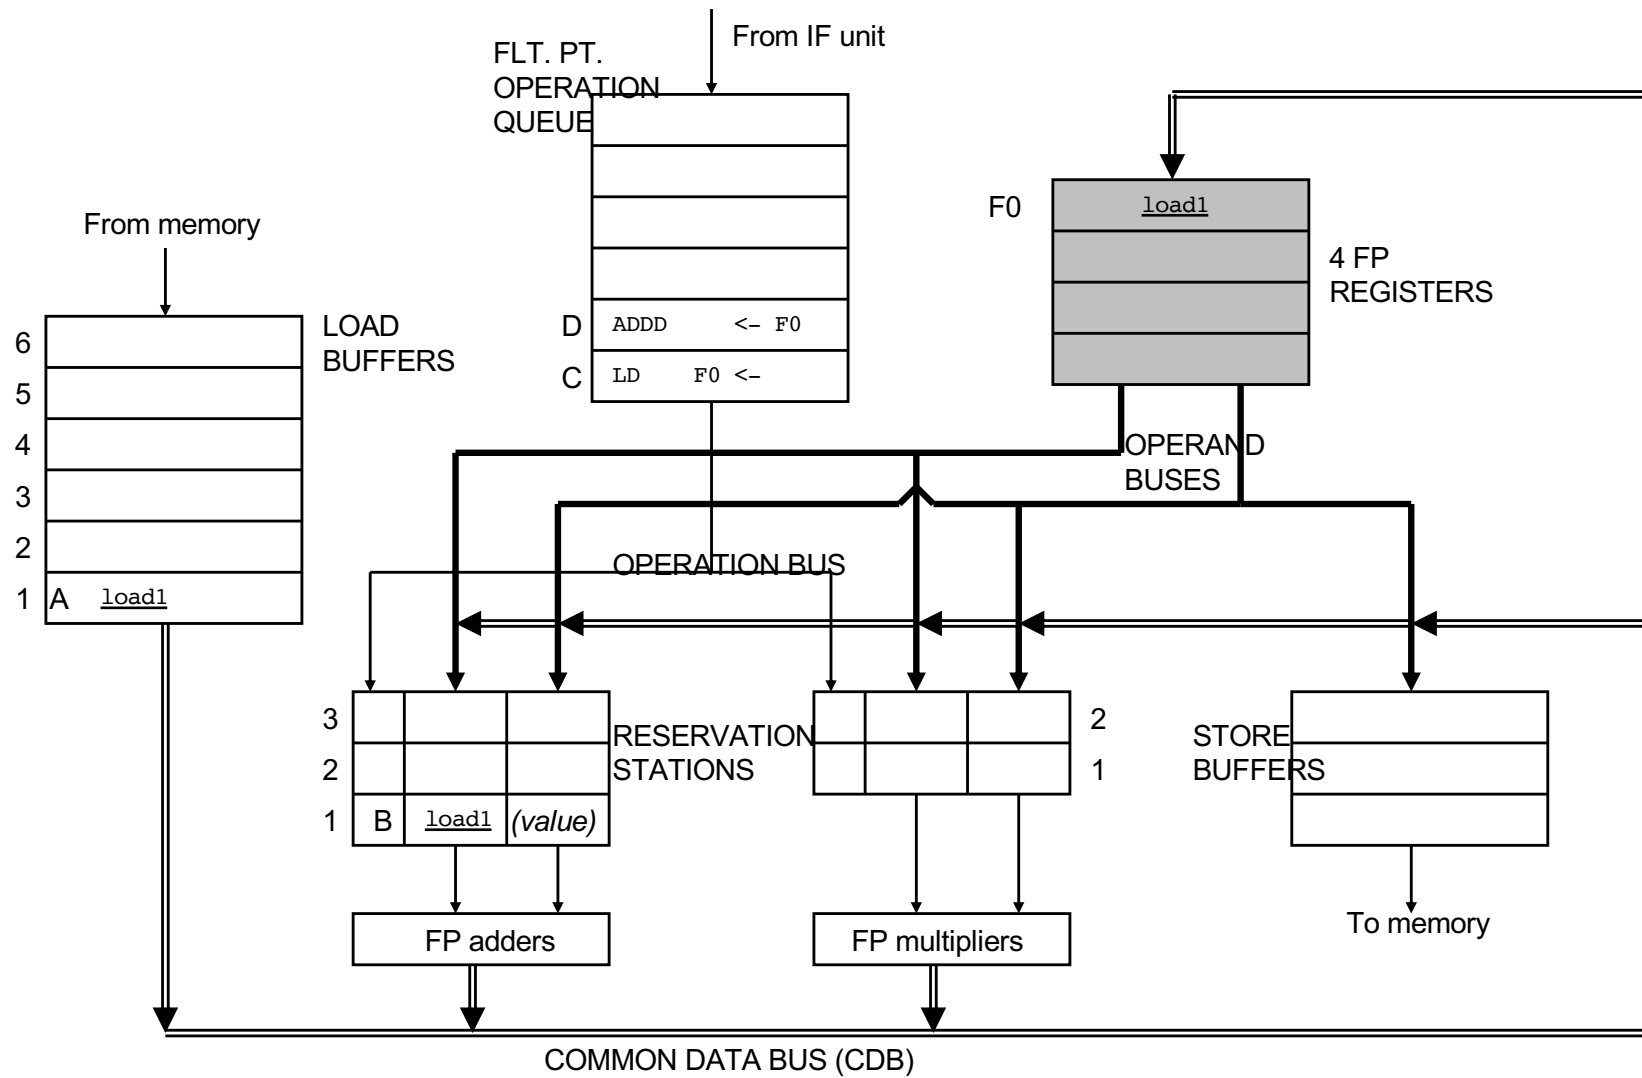 From IF unit
FLT. PT.
OPERATION
QUEUE
F0
load1
From memory
4 FP
REGISTERS
LOAD
BUFFERS
6
5
4
3
2
1 A load1
D ADDD <- F0
C LD F0 <-
OPERAND
BUSES
OPERATION BUS
3
2
1 B load1 (value)
RESERVATION
STATIONS
2
1
STORE
BUFFERS
FP adders
FP multipliers
To memory
COMMON DATA BUS (CDB)